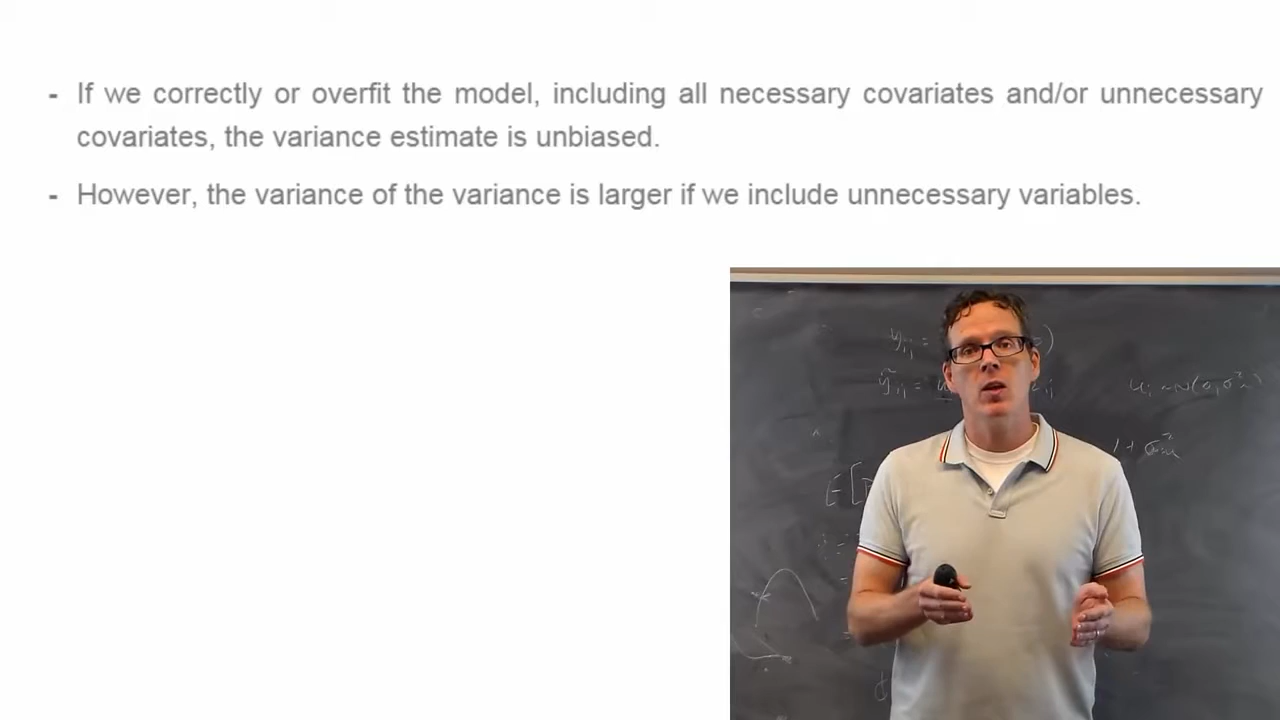 - If we correctly or overfit the model, including all necessary covariates and/or unnecessary
covariates, the variance estimate is unbiased.
- However, the variance of the variance is larger if we include unnecessary variables.